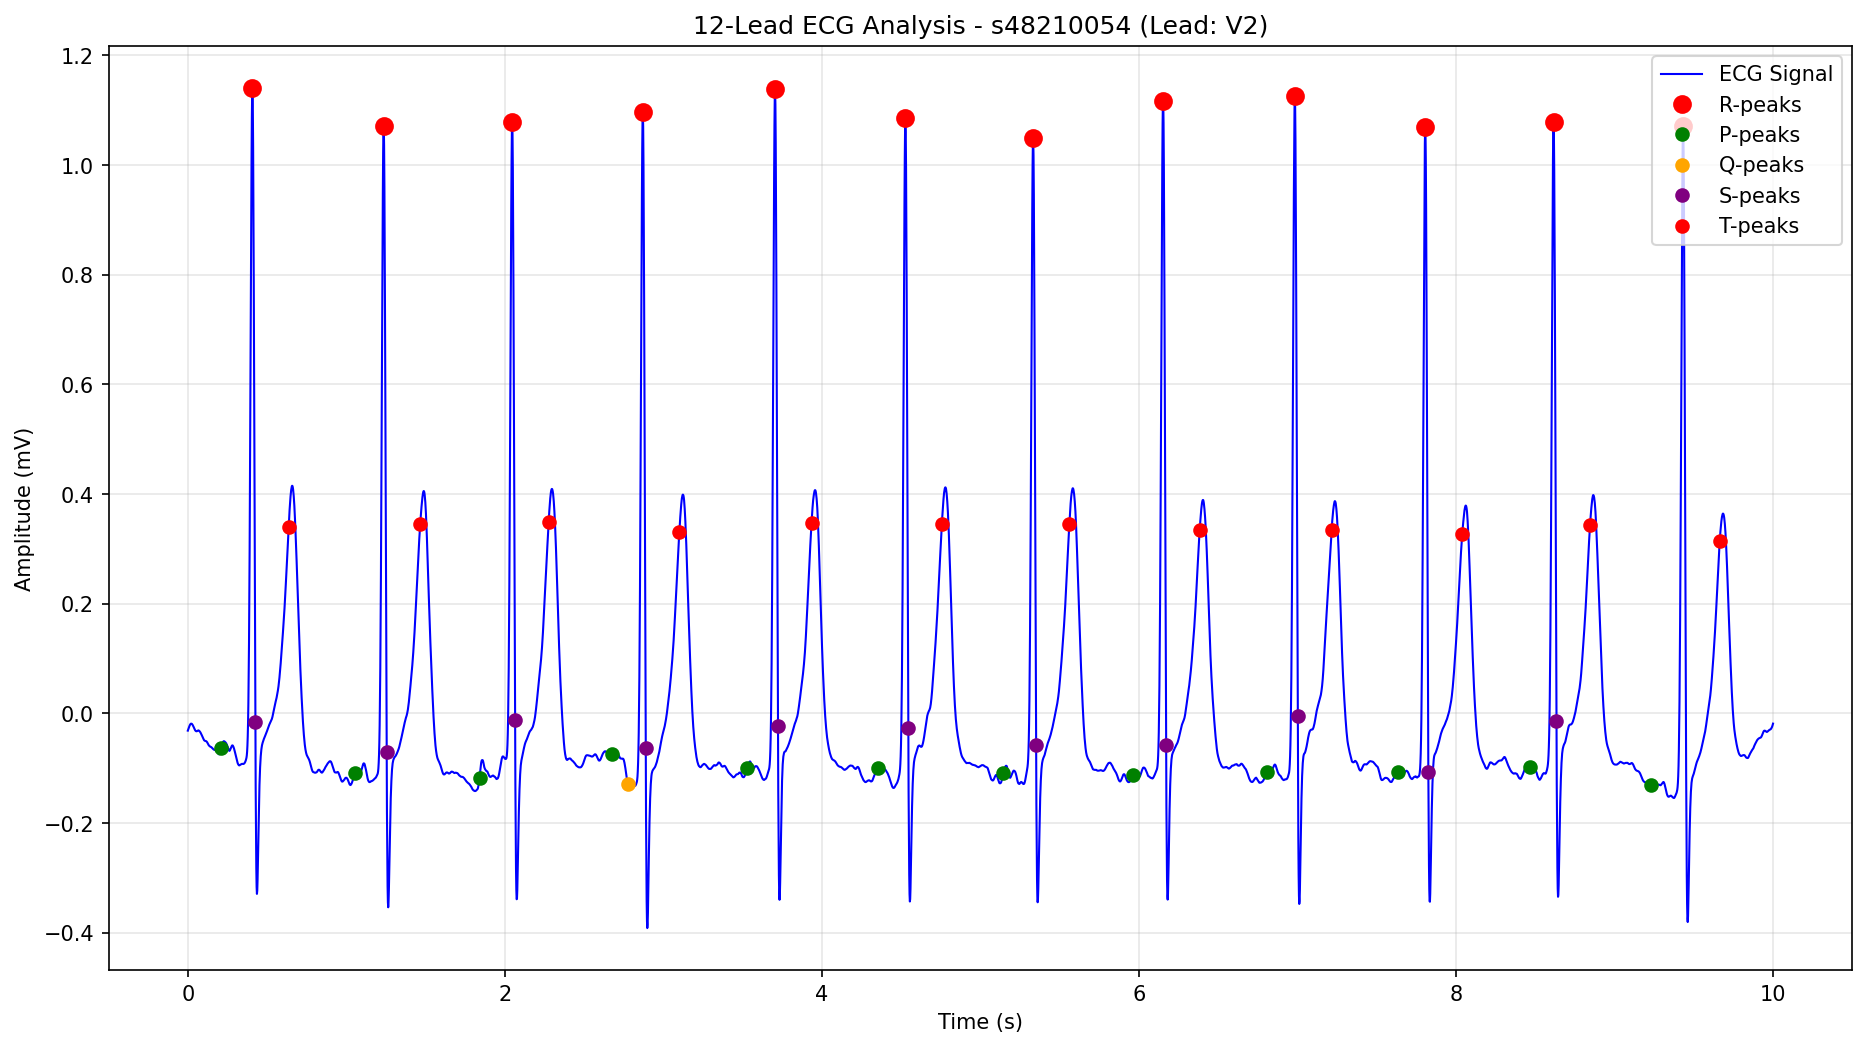 12-Lead ECG Analysis - s48210054 (Lead: V2)
ECG Signal
R-peaks
P-peaks
Q-peaks
S-peaks
T-peaks
Amplitude (mV)
1.2
1.0
0.8
0.6
0.4
0.2
0.0
−0.2
−0.4
0 2 4 6 8 10
Time (s)